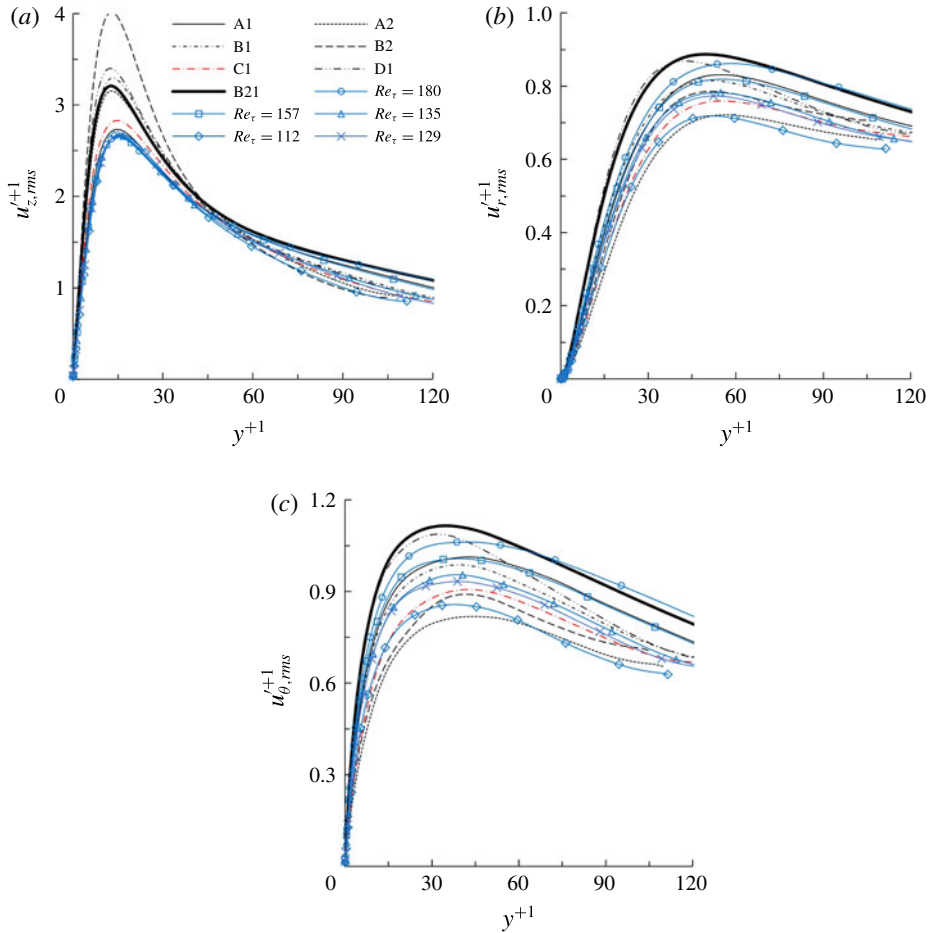 (a)
4
3
2
1
0
30
60
90
120
y⁺¹
u′⁺¹z,rms
A1
A2
B1
B2
C1
D1
B21
Reτ = 180
Reτ = 157
Reτ = 135
Reτ = 112
Reτ = 129
(b)
1.0
0.8
0.6
0.4
0.2
0
30
60
90
120
y⁺¹
u′⁺¹r,rms
(c)
1.2
0.9
0.6
0.3
0
30
60
90
120
y⁺¹
u′⁺¹θ,rms